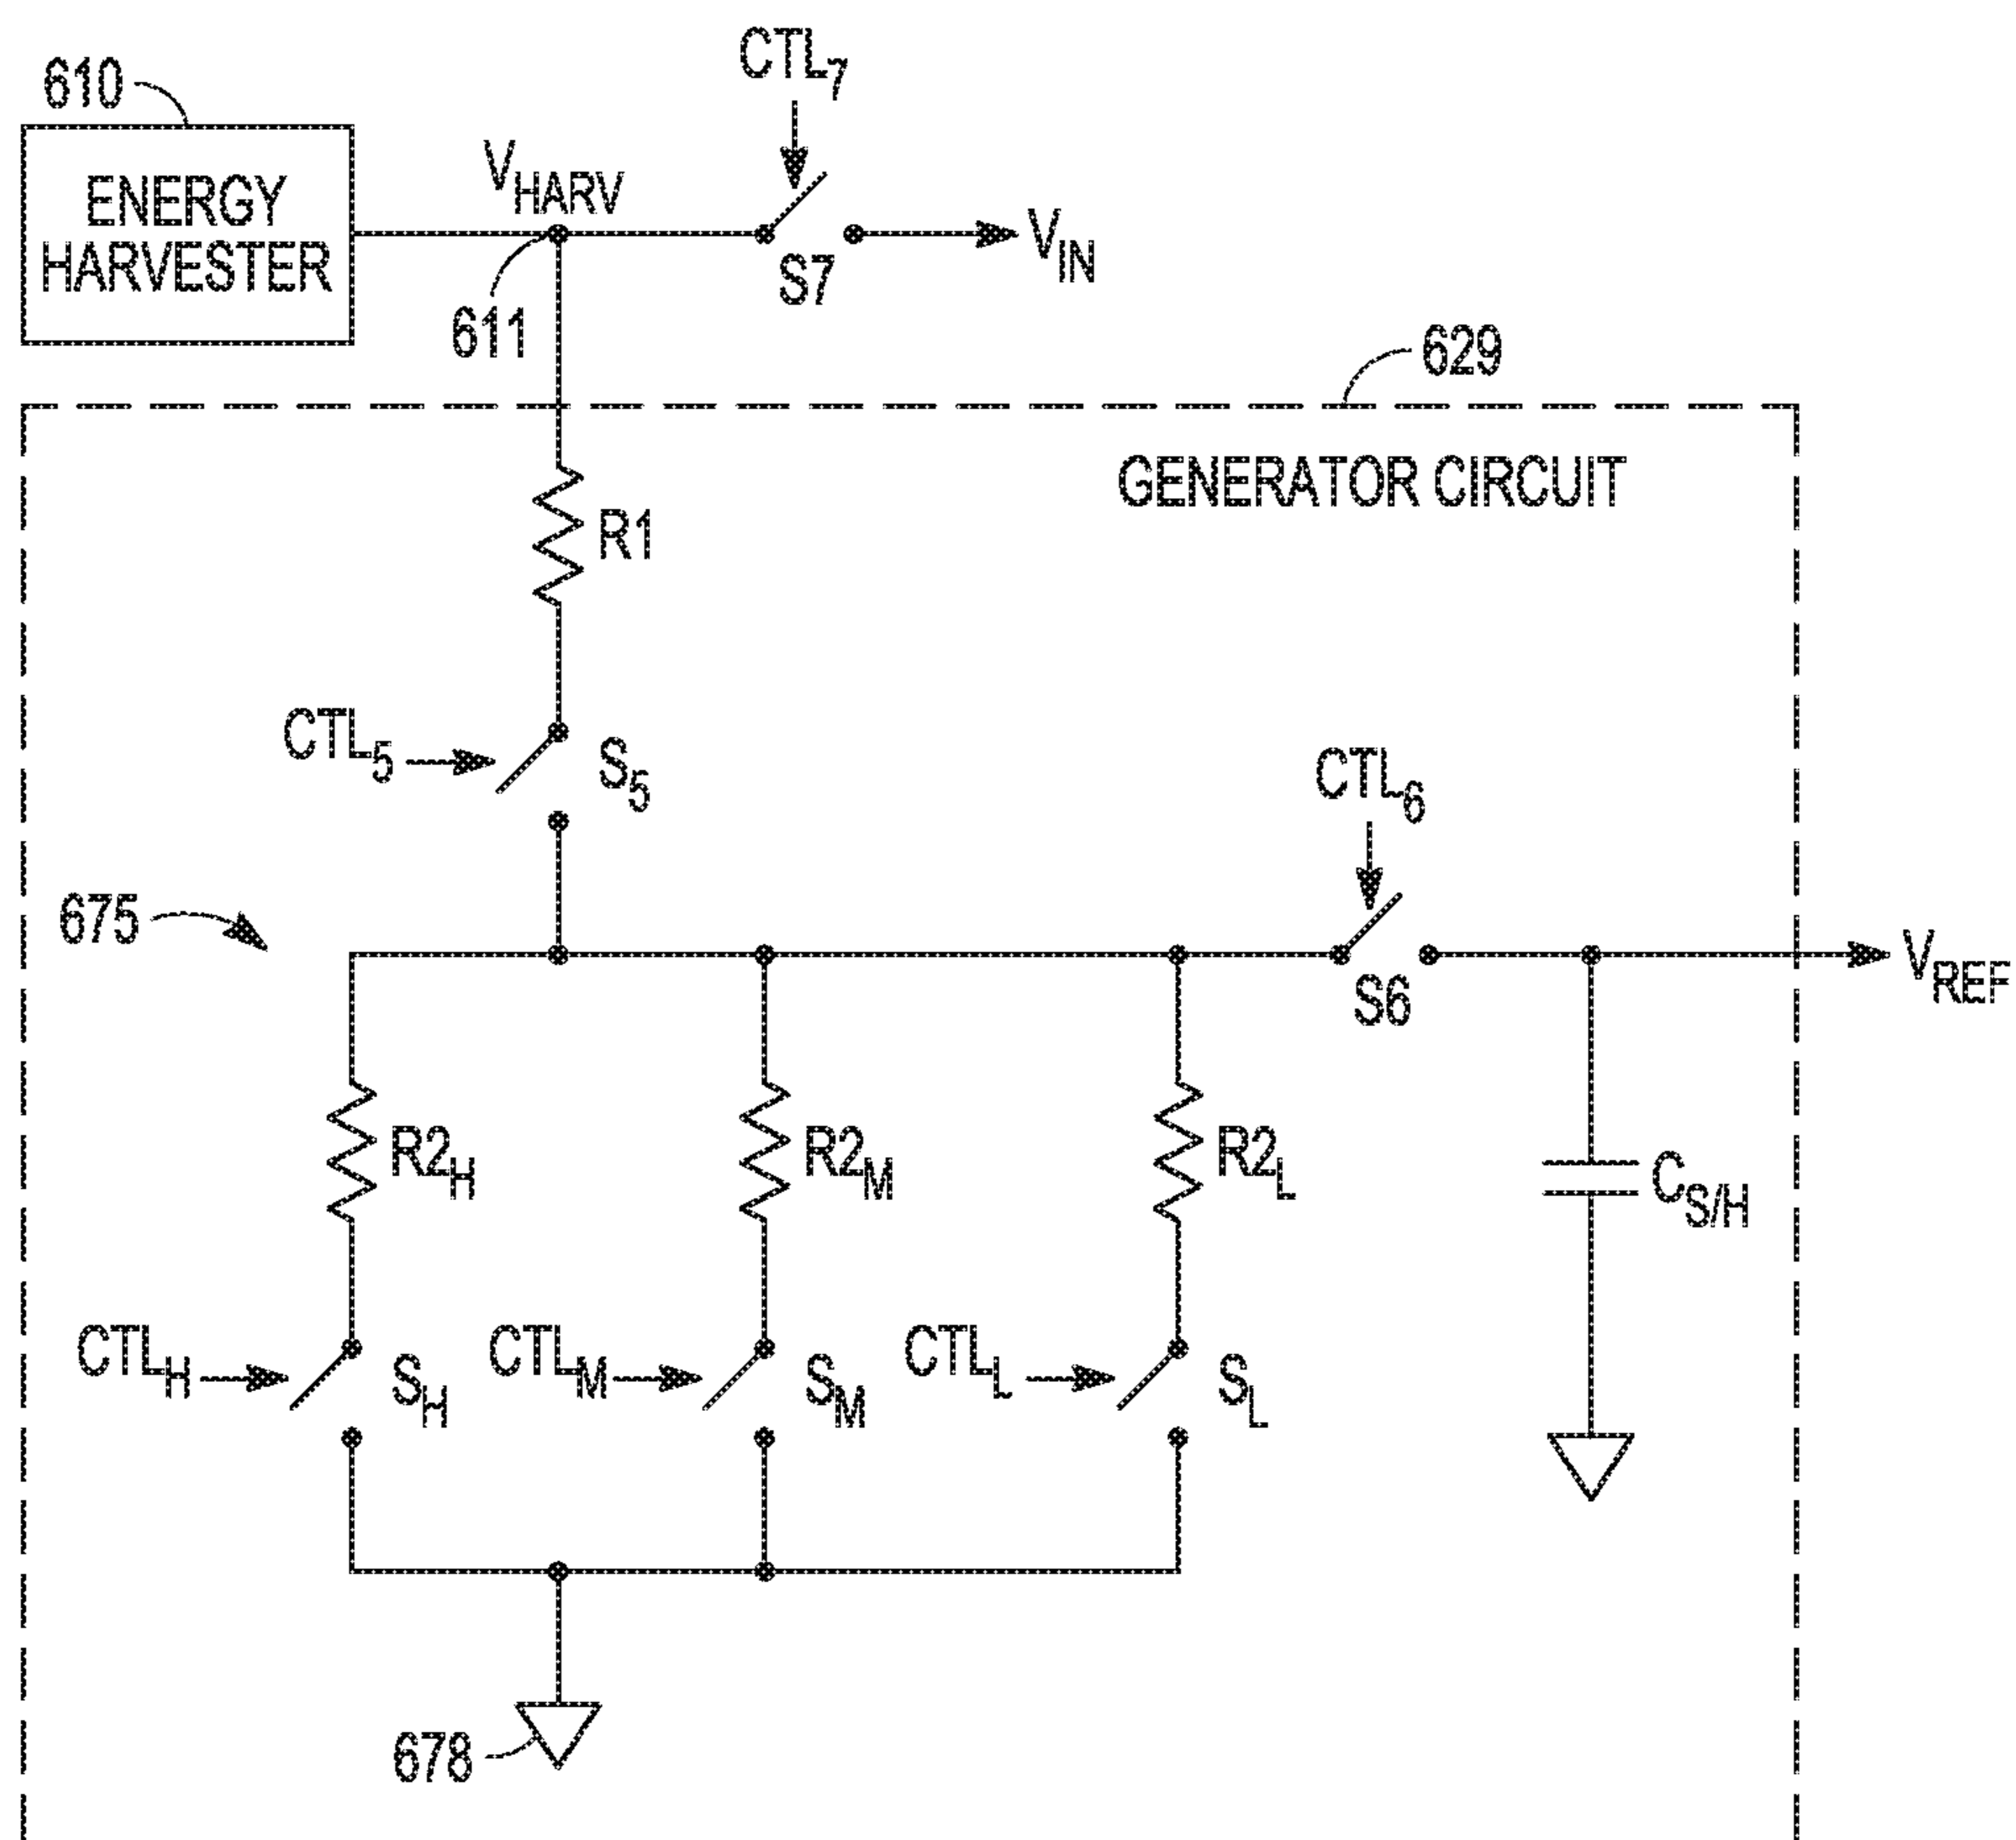 610
ENERGY
HARVESTER
CTL7
VHARV
611
S7
VIN
629
GENERATOR CIRCUIT
R1
CTL5
S5
CTL6
S6
675
VREF
R2H
R2M
R2L
CS/H
CTLH
SH
CTLM
SM
CTLL
SL
678